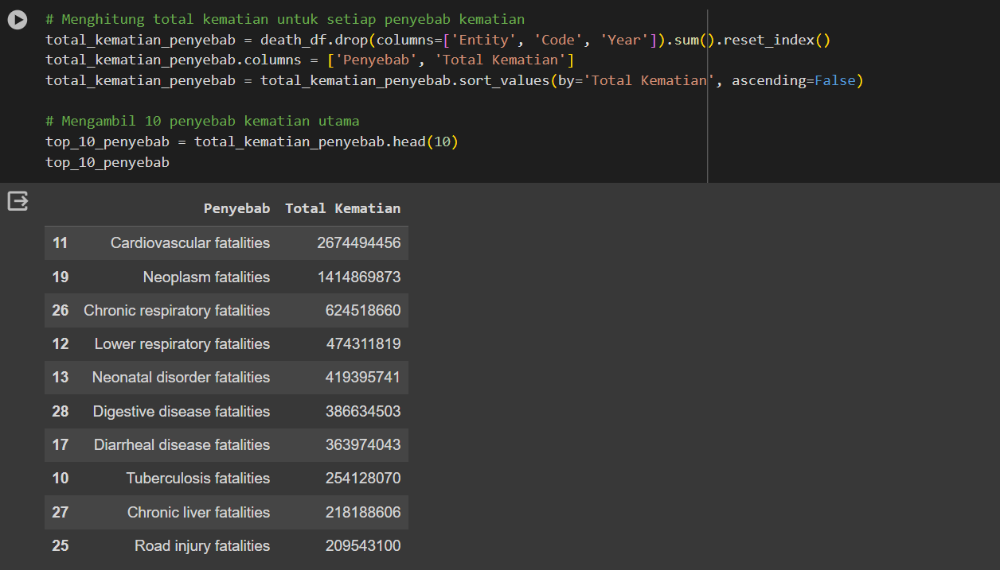 # Menghitung total kematian untuk setiap penyebab kematian
total_kematian_penyebab = death_df.drop(columns=['Entity', 'Code', 'Year']).sum().reset_index()
total_kematian_penyebab.columns = ['Penyebab', 'Total Kematian']
total_kematian_penyebab = total_kematian_penyebab.sort_values(by='Total Kematian', ascending=False)
# Mengambil 10 penyebab kematian utama
top_10_penyebab = total_kematian_penyebab.head(10)
top_10_penyebab
Penyebab Total Kematian
11 Cardiovascular fatalities 2674494456
19 Neoplasm fatalities 1414869873
26 Chronic respiratory fatalities 624518660
12 Lower respiratory fatalities 474311819
13 Neonatal disorder fatalities 419395741
28 Digestive disease fatalities 386634503
17 Diarrheal disease fatalities 363974043
10 Tuberculosis fatalities 254128070
27 Chronic liver fatalities 218188606
25 Road injury fatalities 209543100